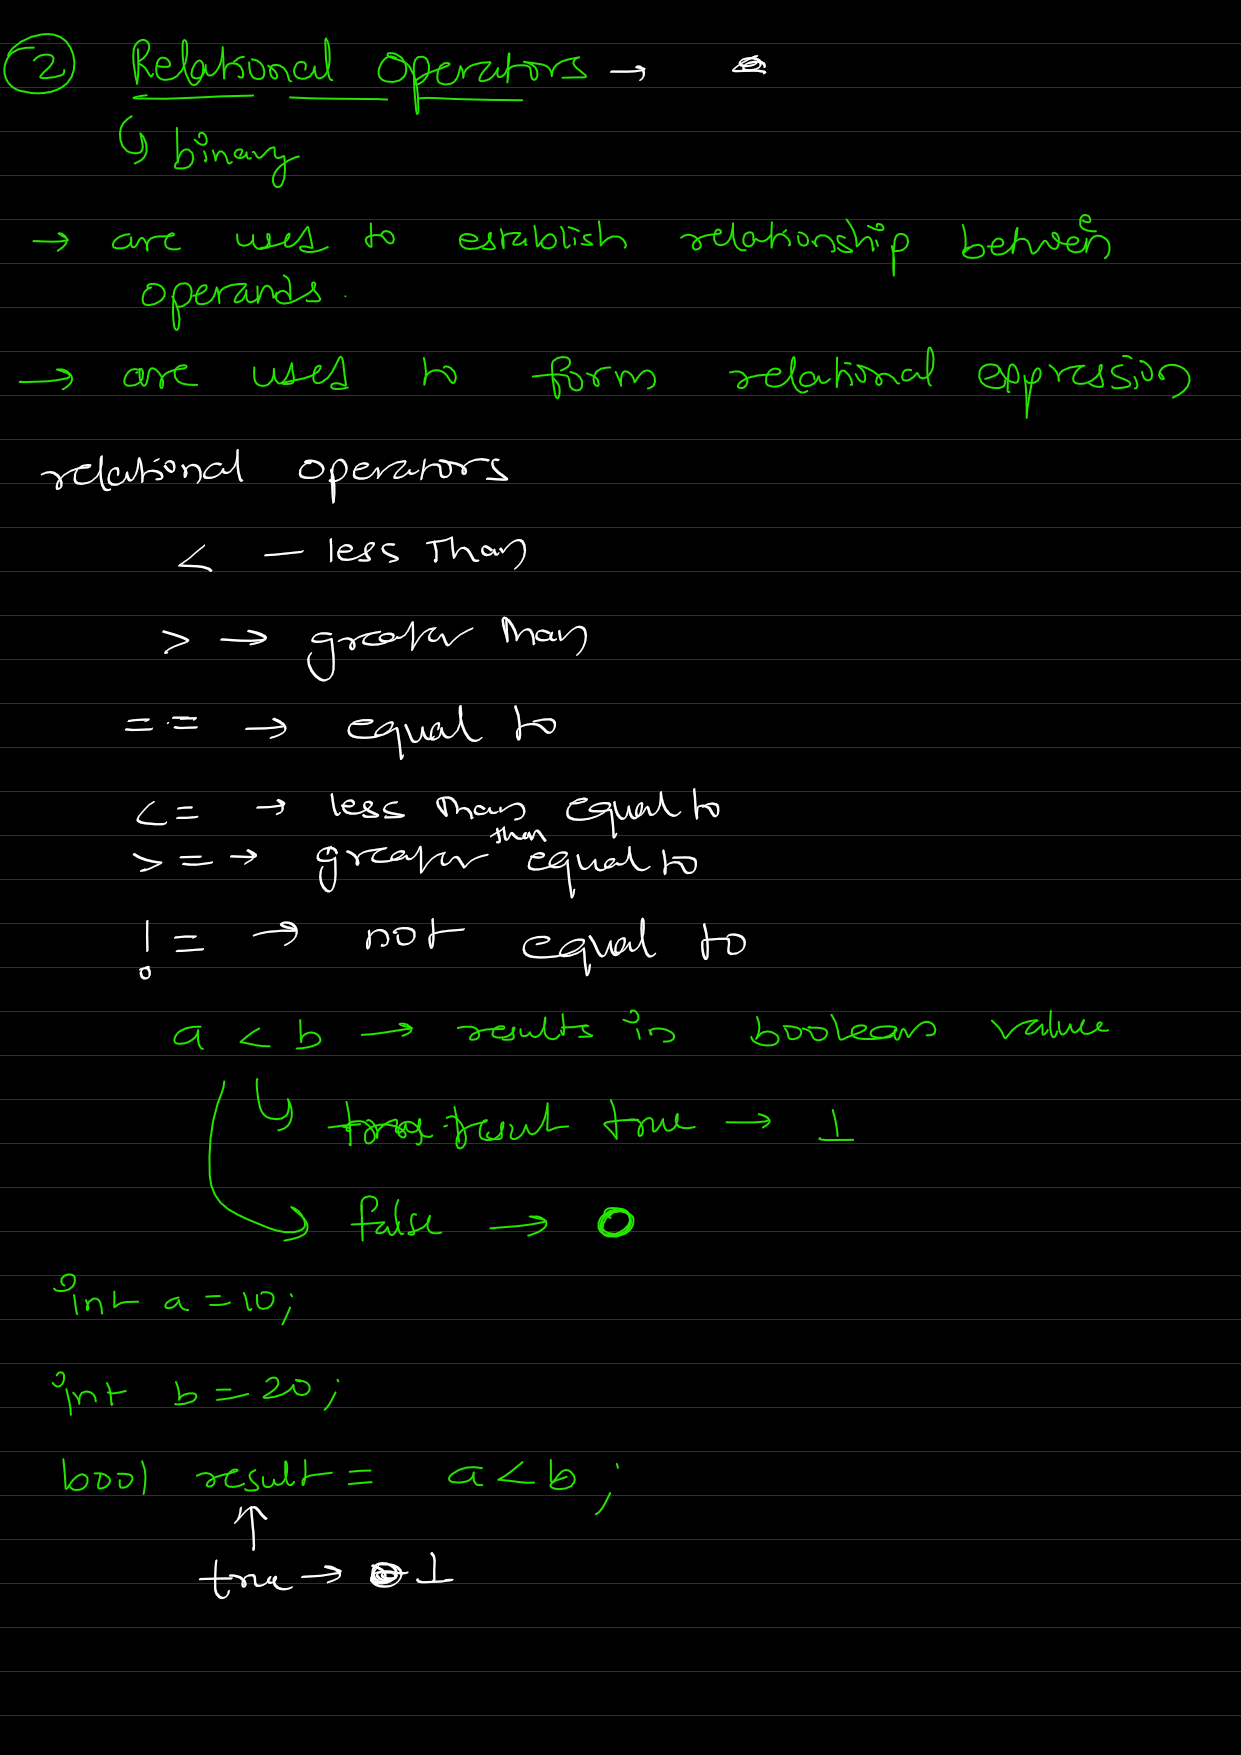 ② Relational Operators →
↳ binary
→ are used to establish relationship between
operands.
→ are used to form relational expression
relational operators
< — less than
> → greater than
== → equal to
<= → less than equal to
>= → greater than equal to
!= → not equal to
a < b → results in boolean value
↳ result true → 1
false → 0
int a = 10;
int b = 20;
bool result = a < b;
↑
true → 1